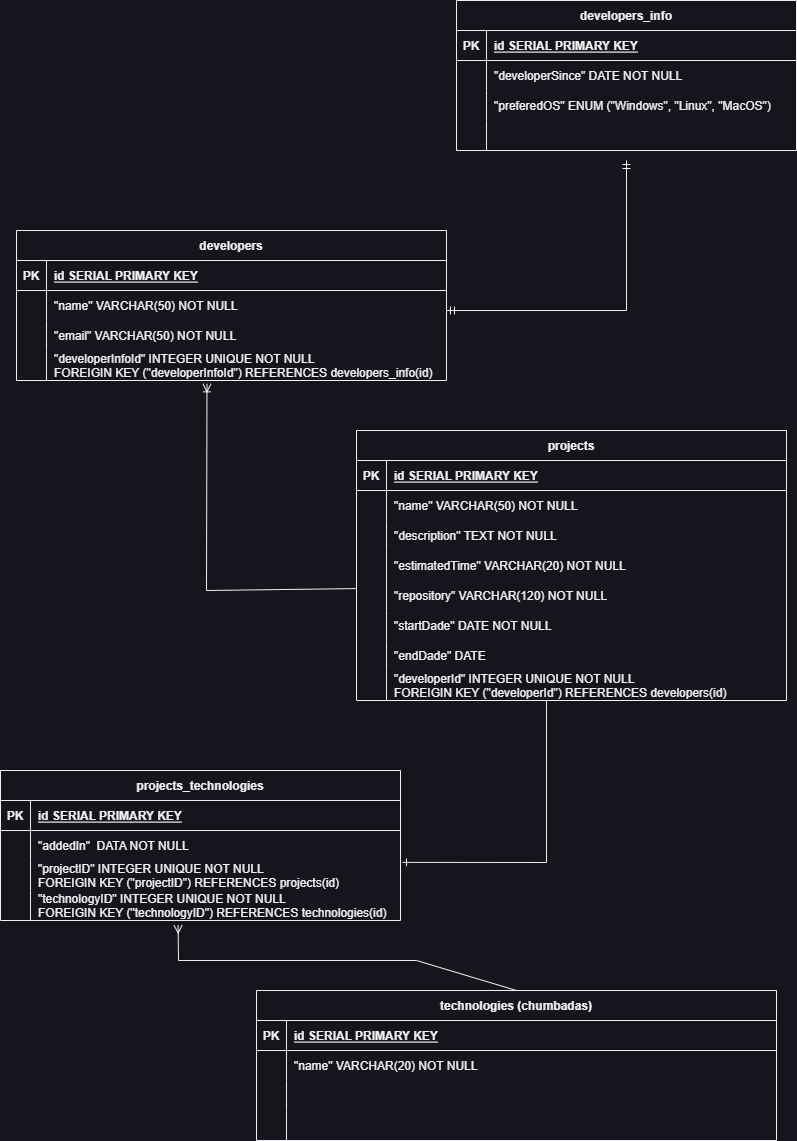 developers_info
PK id SERIAL PRIMARY KEY
"developerSince" DATE NOT NULL
"preferedOS" ENUM ("Windows", "Linux", "MacOS")
developers
PK id SERIAL PRIMARY KEY
"name" VARCHAR(50) NOT NULL
"email" VARCHAR(50) NOT NULL
"developerInfoId" INTEGER UNIQUE NOT NULL
FOREIGIN KEY ("developerInfoId") REFERENCES developers_info(id)
projects
PK id SERIAL PRIMARY KEY
"name" VARCHAR(50) NOT NULL
"description" TEXT NOT NULL
"estimatedTime" VARCHAR(20) NOT NULL
"repository" VARCHAR(120) NOT NULL
"startDade" DATE NOT NULL
"endDade" DATE
"developerId" INTEGER UNIQUE NOT NULL
FOREIGIN KEY ("developerId") REFERENCES developers(id)
projects_technologies
PK id SERIAL PRIMARY KEY
"addedIn" DATA NOT NULL
"projectID" INTEGER UNIQUE NOT NULL
FOREIGIN KEY ("projectID") REFERENCES projects(id)
"technologyID" INTEGER UNIQUE NOT NULL
FOREIGIN KEY ("technologyID") REFERENCES technologies(id)
technologies (chumbadas)
PK id SERIAL PRIMARY KEY
"name" VARCHAR(20) NOT NULL